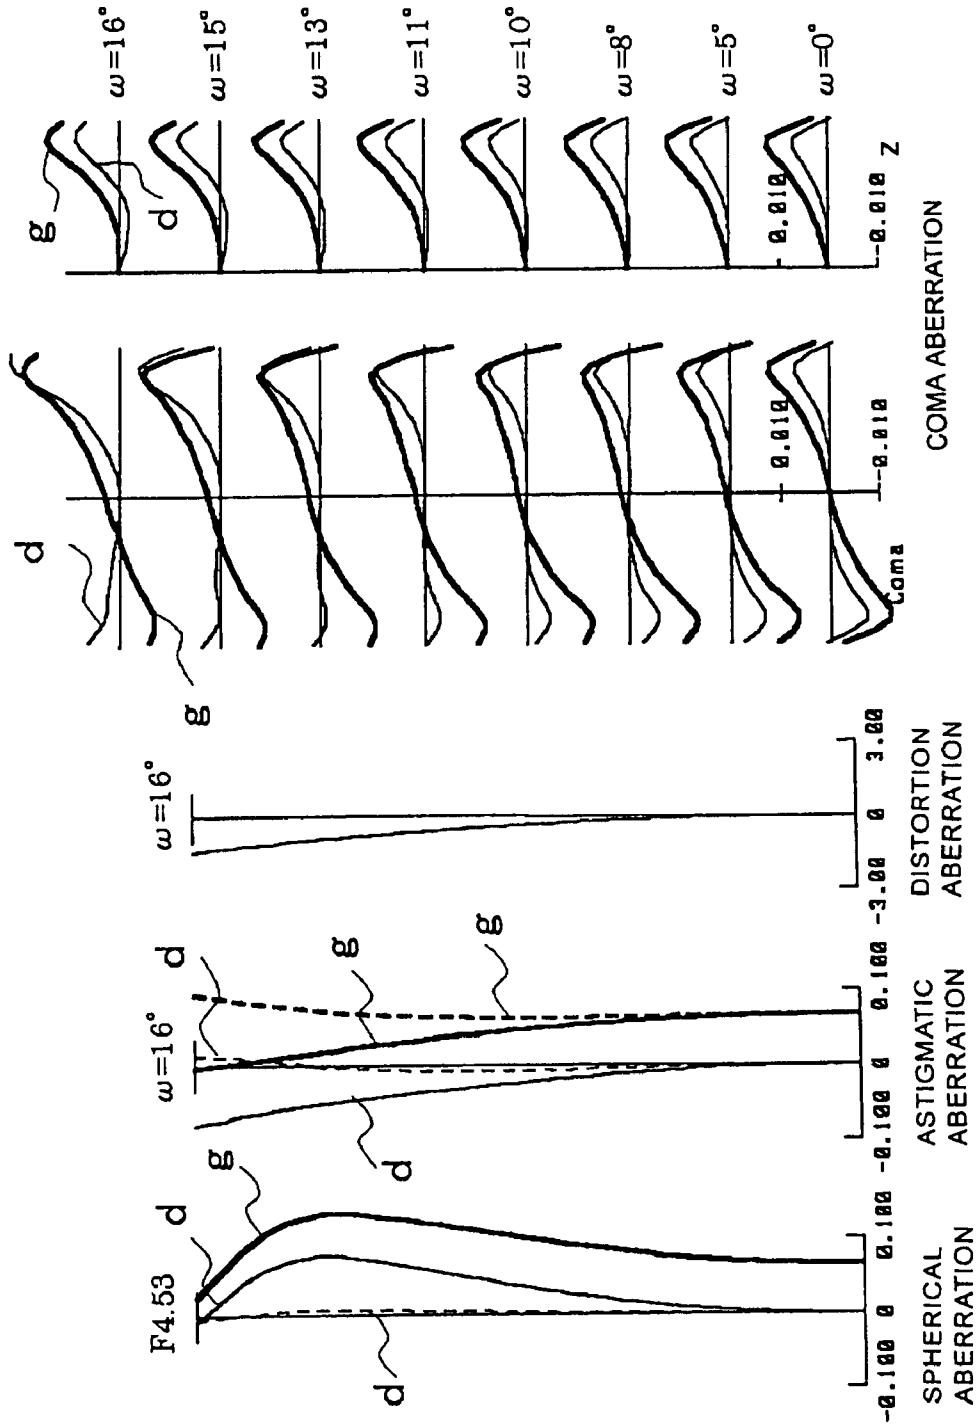 g
d
ω=16°
ω=15°
ω=13°
ω=11°
ω=10°
ω=8°
ω=5°
ω=0°
0.010
-0.010
Z
d
g
0.010
-0.010
Coma
COMA ABERRATION
ω=16°
-3.00 0 3.00
DISTORTION
ABERRATION
ω=16°
d
g
g
d
-0.100 0 0.100
ASTIGMATIC
ABERRATION
F4.53
d
g
d
-0.100 0 0.100
SPHERICAL
ABERRATION